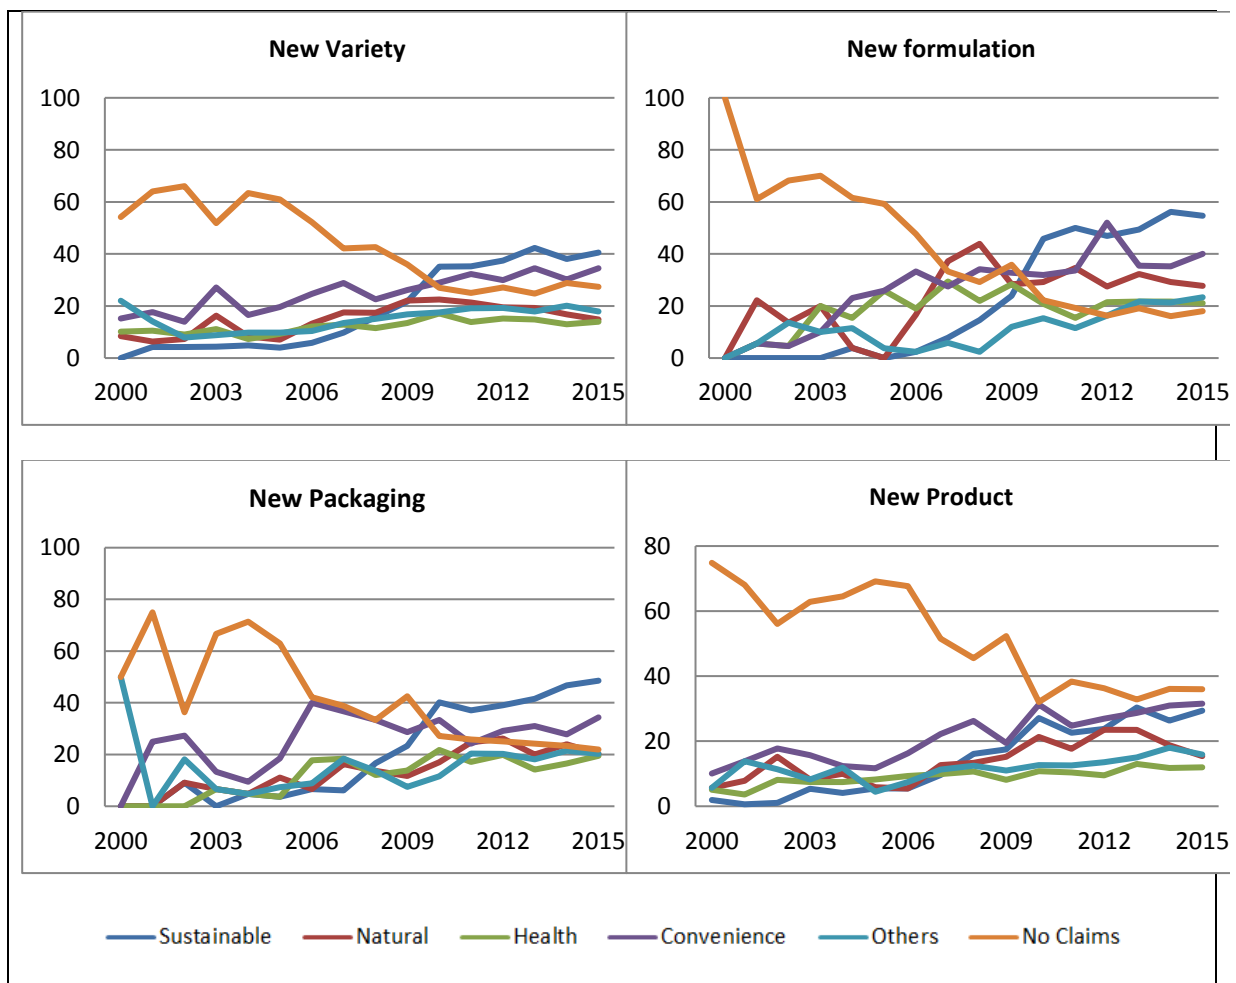 New Variety
100
80
60
40
20
0
2000 2003 2006 2009 2012 2015
New formulation
100
80
60
40
20
0
2000 2003 2006 2009 2012 2015
New Packaging
100
80
60
40
20
0
2000 2003 2006 2009 2012 2015
New Product
80
60
40
20
0
2000 2003 2006 2009 2012 2015
Sustainable Natural Health Convenience Others No Claims